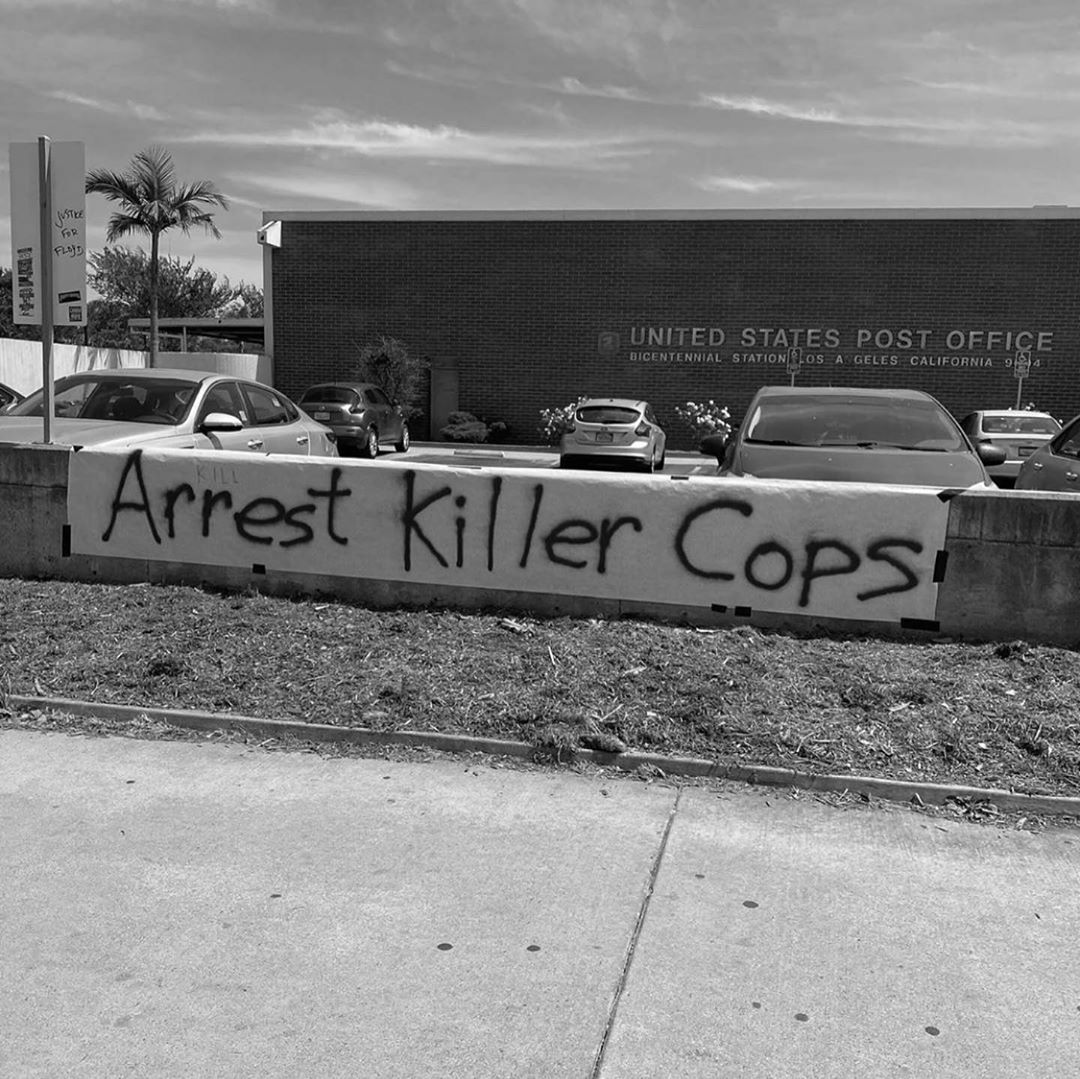 JUSTICE
FOR
FLOYD
UNITED STATES POST OFFICE
BICENTENNIAL STATION LOS A GELES CALIFORNIA
KILL
Arrest Killer Cops